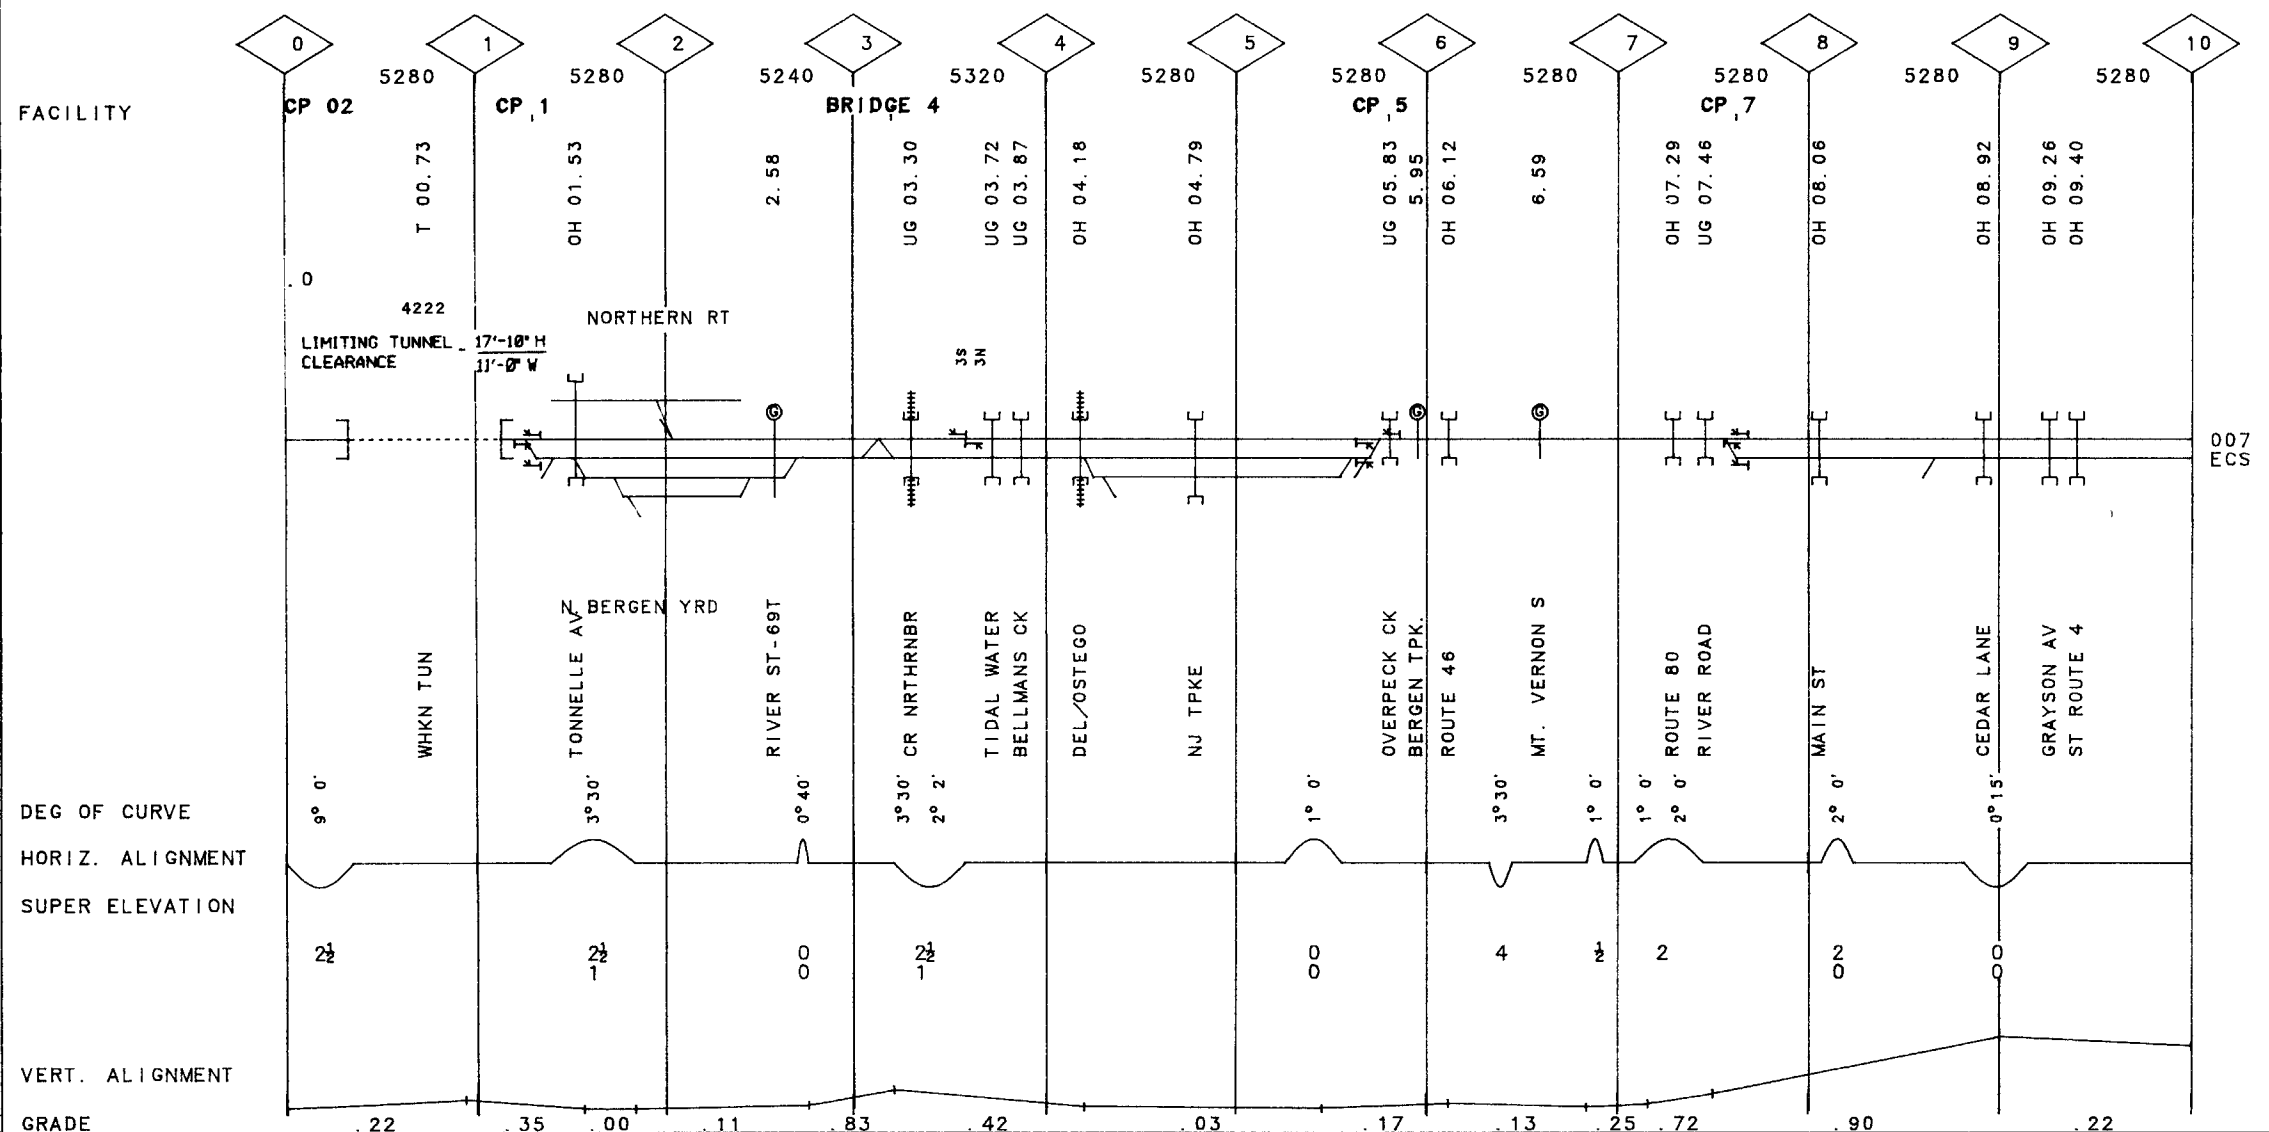 0 1 2 3 4 5 6 7 8 9 10
5280 5280 5240 5320 5280 5280 5280 5280 5280 5280
FACILITY CP 02 CP 1 BRIDGE 4 CP 5 CP 7
T 00.73
OH 01.53
2.58
UG 03.30
UG 03.72
UG 03.87
OH 04.18
OH 04.79
UG 05.83
5.95
OH 06.12
6.59
OH 07.29
UG 07.46
OH 08.06
OH 08.92
OH 09.26
OH 09.40
.0
4222
NORTHERN RT
LIMITING TUNNEL - 17'-10" H
CLEARANCE 11'-0" W
3S
3N
G G G
007
ECS
N. BERGEN YRD
WHKN TUN
TONNELLE AV
RIVER ST-69T
CR NRTHRNBR
TIDAL WATER
BELLMANS CK
DEL/OSTEGO
NJ TPKE
OVERPECK CK
BERGEN TPK.
ROUTE 46
MT. VERNON S
ROUTE 80
RIVER ROAD
MAIN ST
CEDAR LANE
GRAYSON AV
ST ROUTE 4
DEG OF CURVE 9° 0' 3°30' 0°40' 3°30' 2° 2' 1° 0' 3°30' 1° 0' 1° 0' 2° 0' 2° 0' 0°15'
HORIZ. ALIGNMENT
SUPER ELEVATION
2½ 2½ 0 2½ 0 4 ½ 2 2 0
1 0 1 0 0 0
VERT. ALIGNMENT
GRADE .22 .35 .00 .11 .83 .42 .03 .17 .13 .25 .72 .90 .22